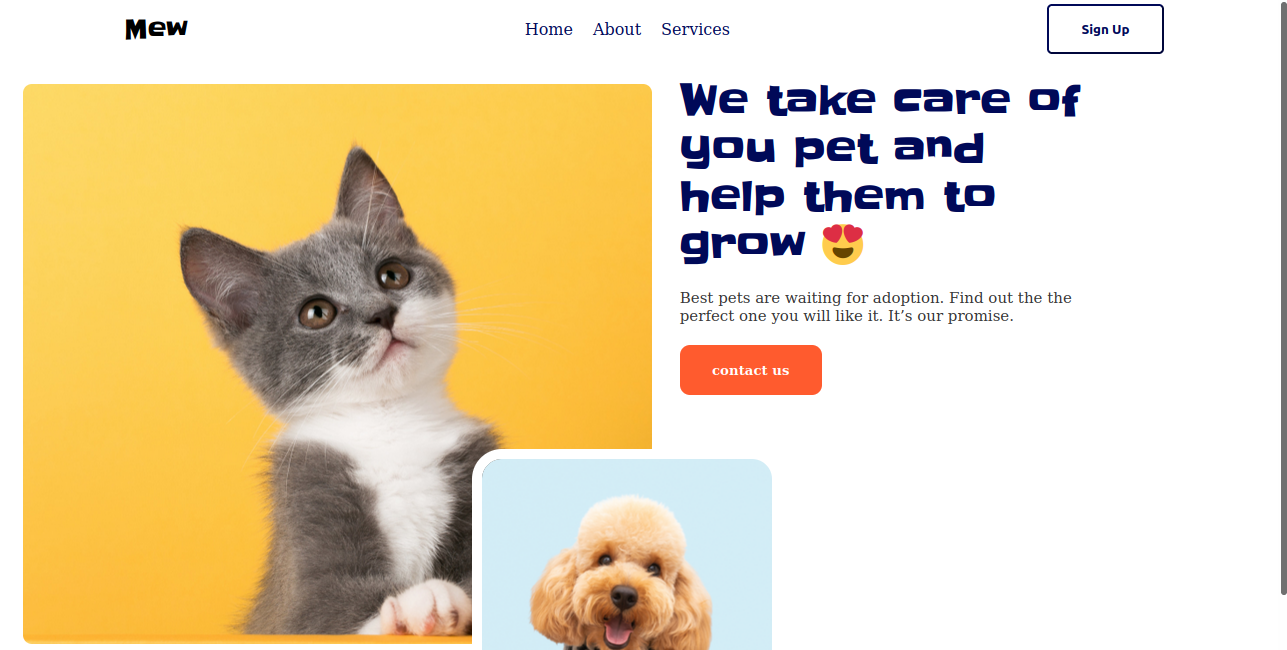 Mew
Home About Services
Sign Up
We take care of
you pet and
help them to
grow 😍
Best pets are waiting for adoption. Find out the the
perfect one you will like it. It’s our promise.
contact us